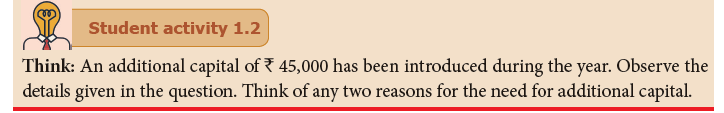 Student activity 1.2
Think: An additional capital of ₹ 45,000 has been introduced during the year. Observe the
details given in the question. Think of any two reasons for the need for additional capital.